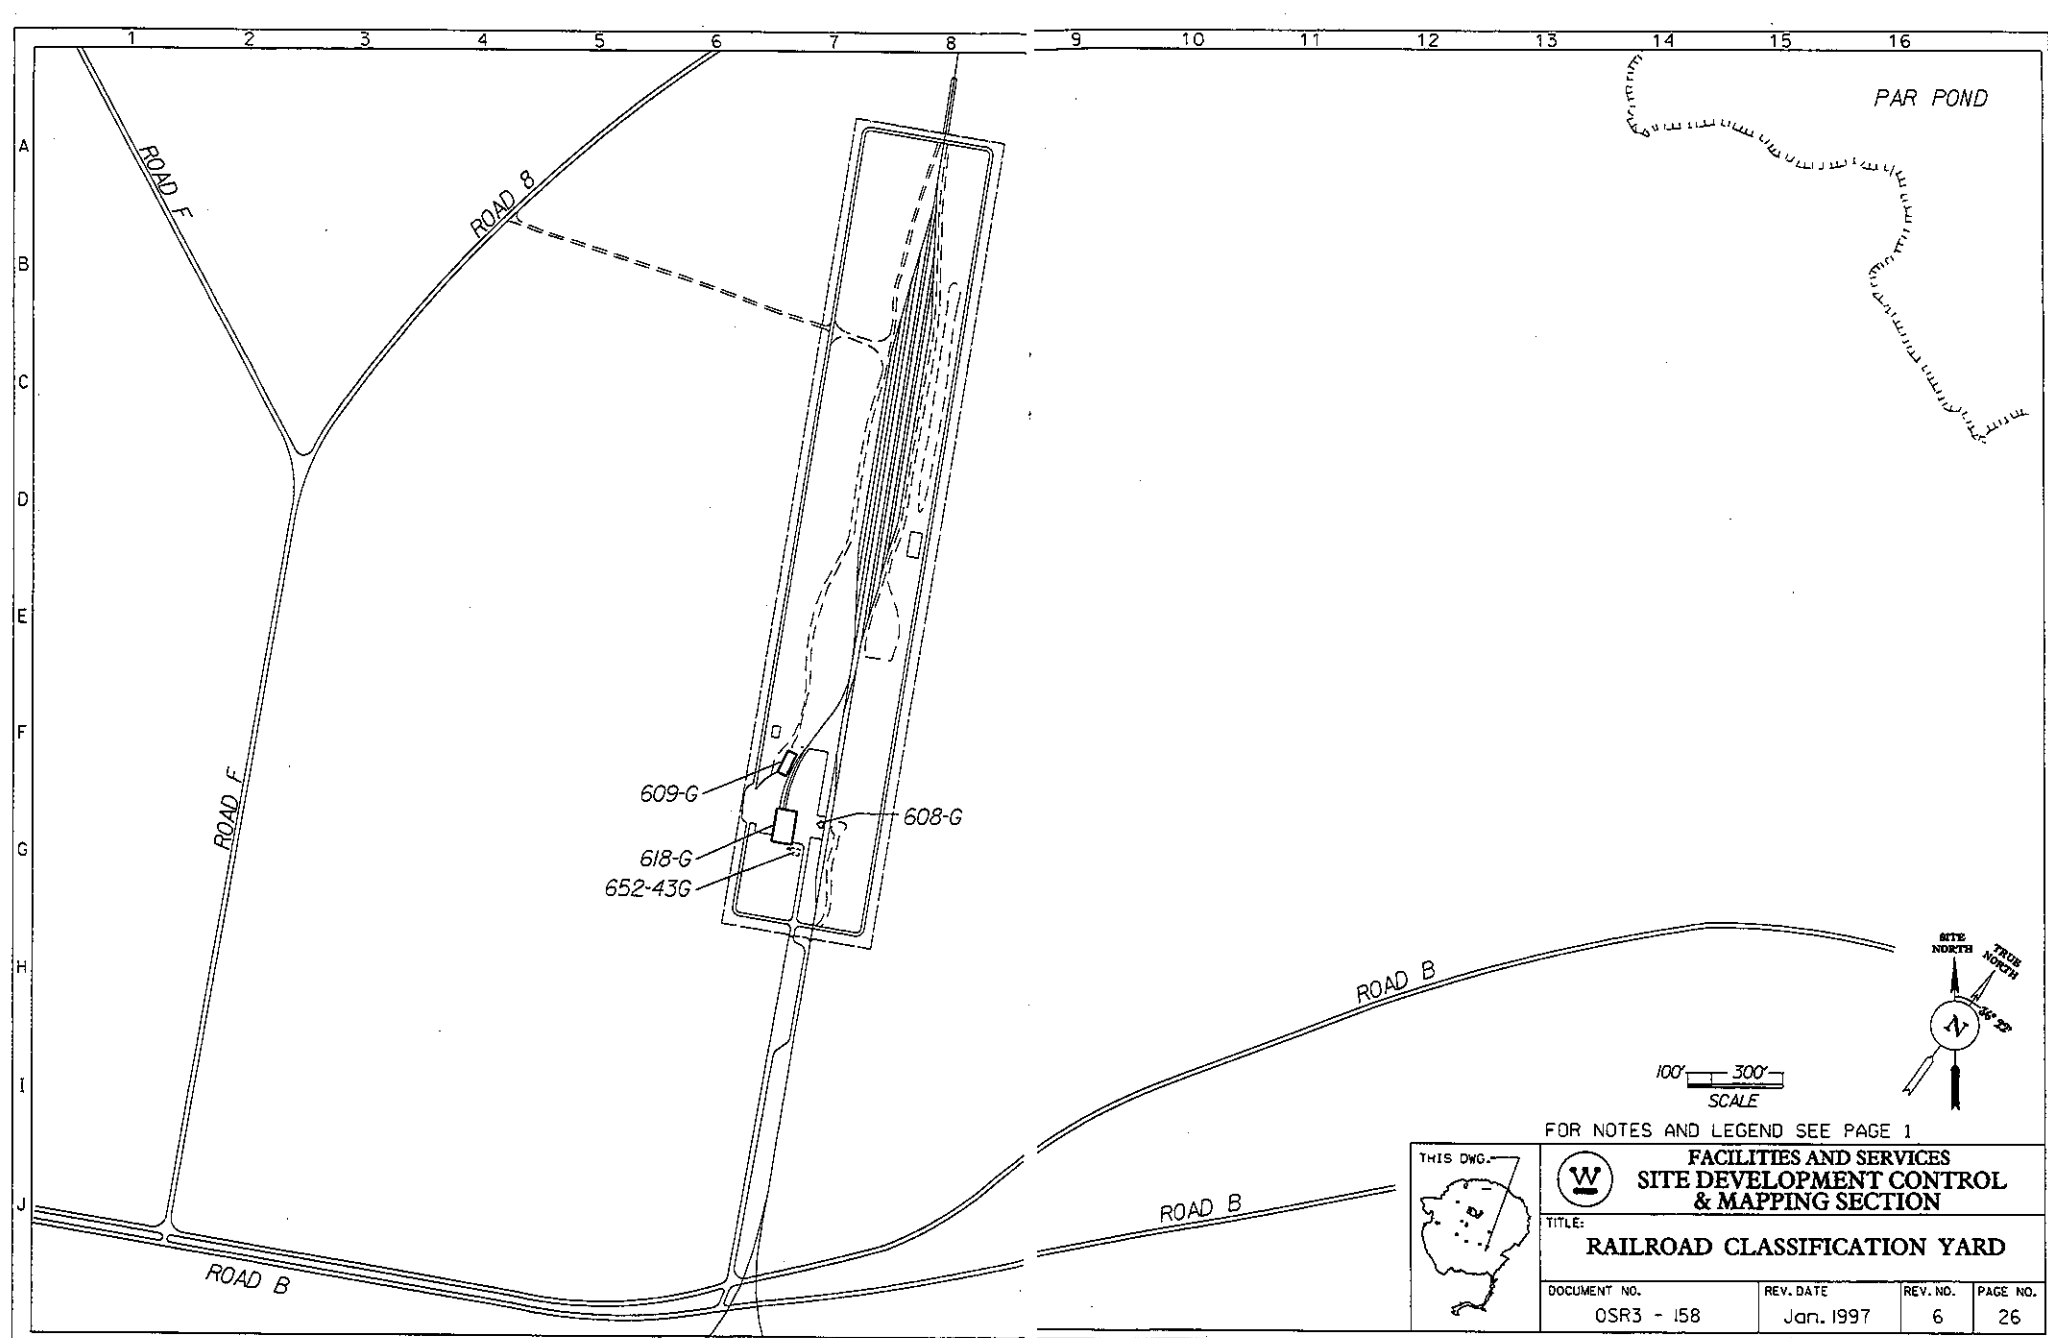 1 2 3 4 5 6 7 8 9 10 11 12 13 14 15 16
PAR POND
A
ROAD F
ROAD 8
B
C
D
E
F
609-G
ROAD F
608-G
G
618-G
652-43G
H
SITE
NORTH
TRUE
NORTH
ROAD B
N
36° 22'
I
100' 300'
SCALE
FOR NOTES AND LEGEND SEE PAGE 1
THIS DWG.
W
FACILITIES AND SERVICES
SITE DEVELOPMENT CONTROL
& MAPPING SECTION
J
ROAD B
TITLE:
RAILROAD CLASSIFICATION YARD
ROAD B
DOCUMENT NO. REV. DATE REV. NO. PAGE NO.
OSR3 - 158 Jan. 1997 6 26